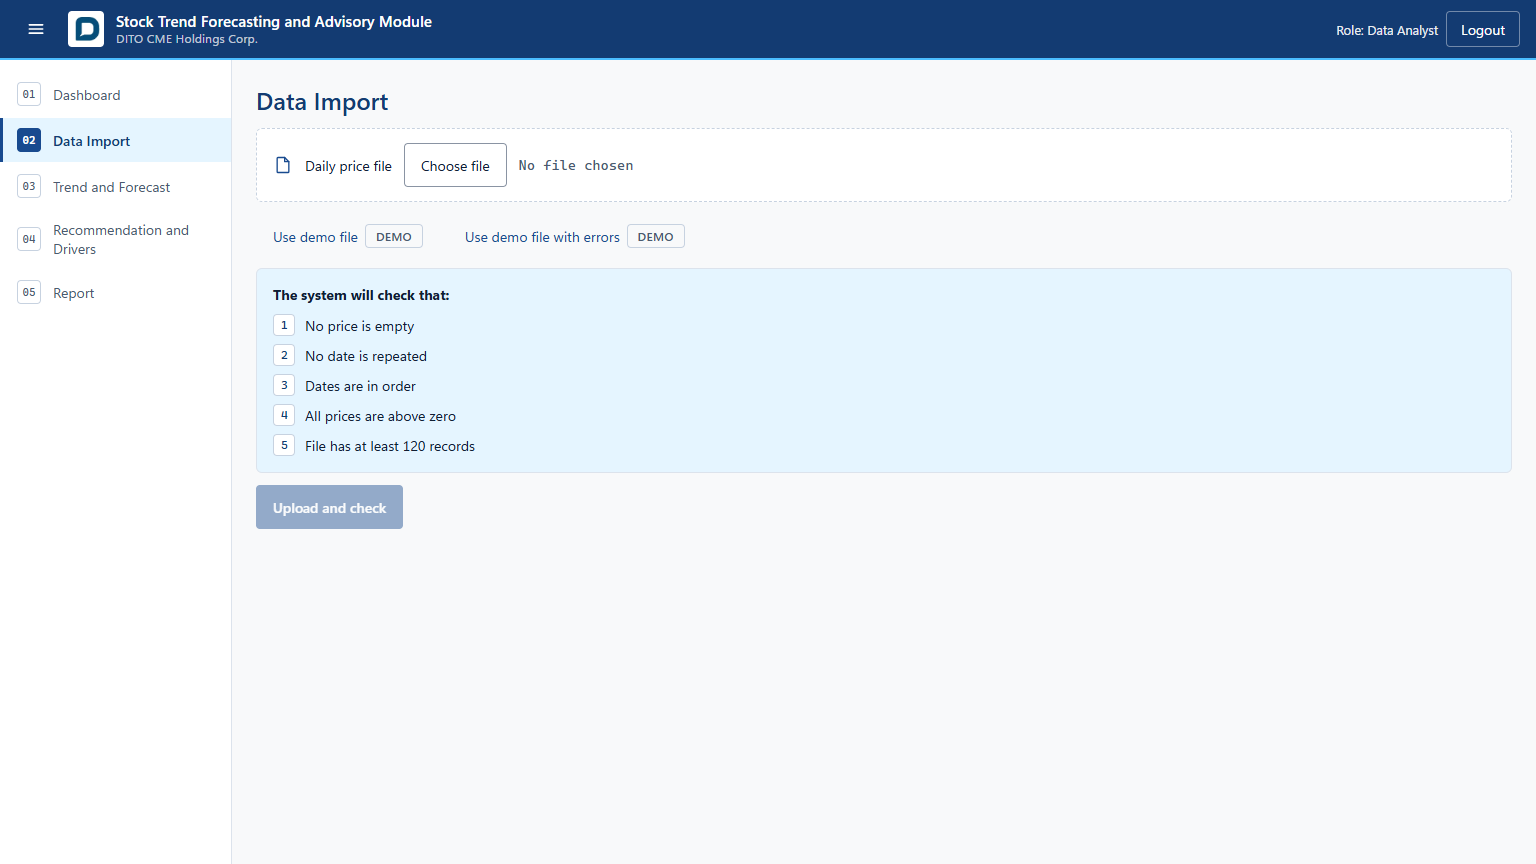 Stock Trend Forecasting and Advisory Module
DITO CME Holdings Corp.
Role: Data Analyst
Logout
01 Dashboard
02 Data Import
03 Trend and Forecast
04 Recommendation and
Drivers
05 Report
Data Import
Daily price file Choose file No file chosen
Use demo file DEMO Use demo file with errors DEMO
The system will check that:
1 No price is empty
2 No date is repeated
3 Dates are in order
4 All prices are above zero
5 File has at least 120 records
Upload and check